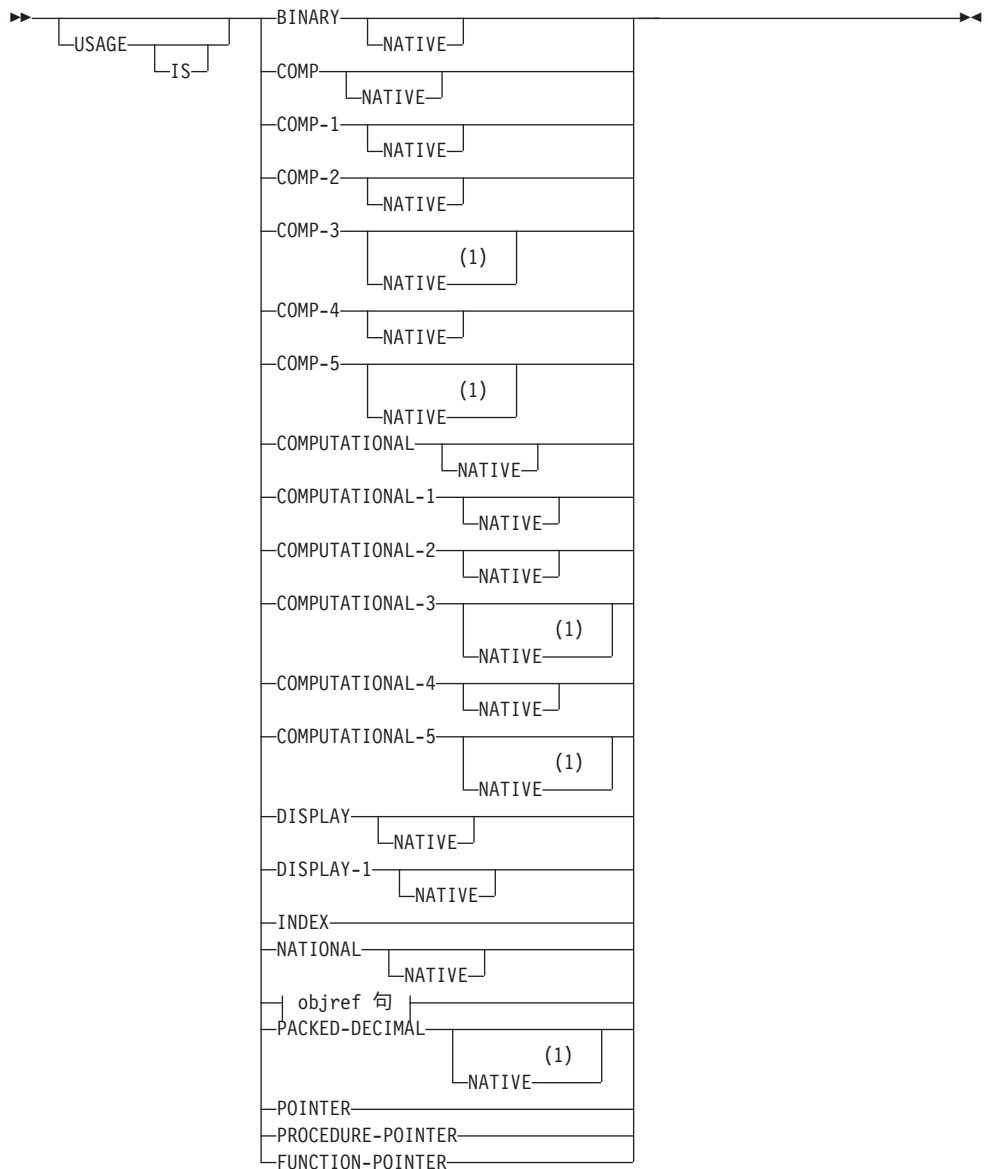 BINARY
USAGE NATIVE
IS
COMP
NATIVE
COMP-1
NATIVE
COMP-2
NATIVE
COMP-3
(1)
NATIVE
COMP-4
NATIVE
COMP-5
(1)
NATIVE
COMPUTATIONAL
NATIVE
COMPUTATIONAL-1
NATIVE
COMPUTATIONAL-2
NATIVE
COMPUTATIONAL-3
(1)
NATIVE
COMPUTATIONAL-4
NATIVE
COMPUTATIONAL-5
(1)
NATIVE
DISPLAY
NATIVE
DISPLAY-1
NATIVE
INDEX
NATIONAL
NATIVE
objref 句
PACKED-DECIMAL
(1)
NATIVE
POINTER
PROCEDURE-POINTER
FUNCTION-POINTER